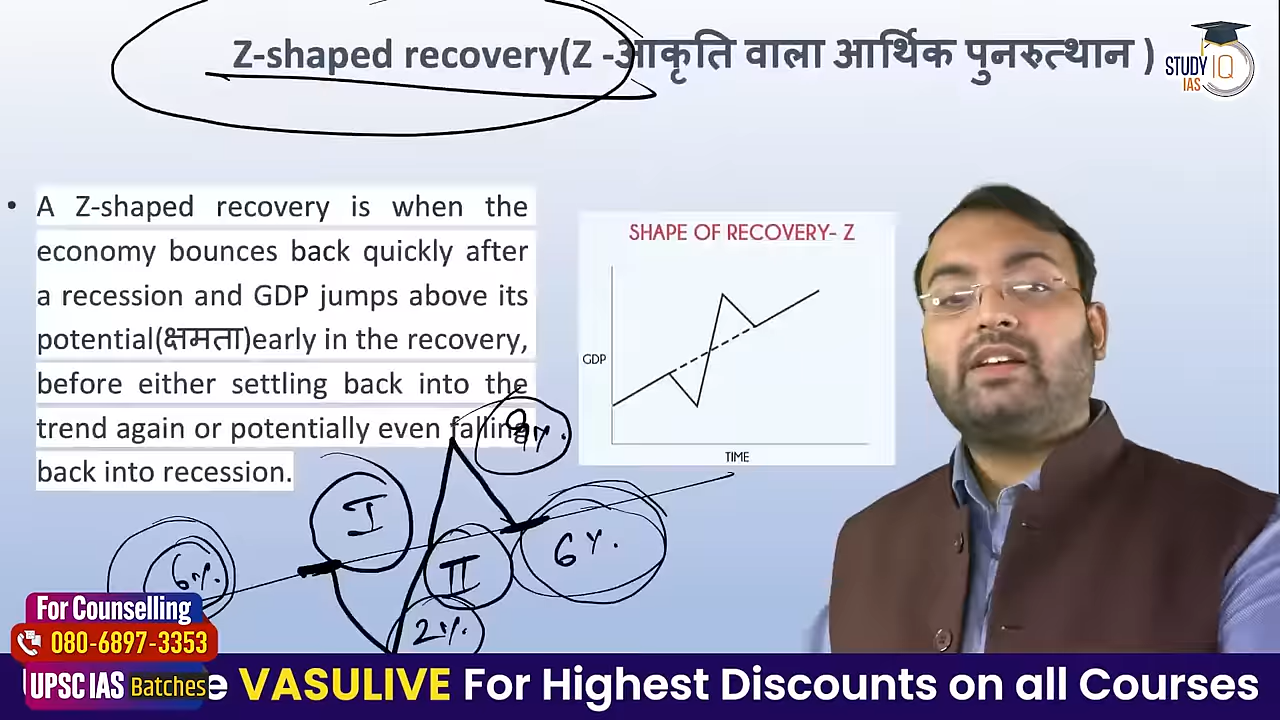 Z-shaped recovery(Z -आकृति वाला आर्थिक पुनरुत्थान )
STUDY IQ
IAS
• A Z-shaped recovery is when the
economy bounces back quickly after
a recession and GDP jumps above its
potential(क्षमता)early in the recovery,
before either settling back into the
trend again or potentially even falling
back into recession.
SHAPE OF RECOVERY- Z
GDP
TIME
9%.
I
II
6%.
6%.
2%.
For Counselling
080-6897-3353
UPSC IAS Batches
e VASULIVE For Highest Discounts on all Courses